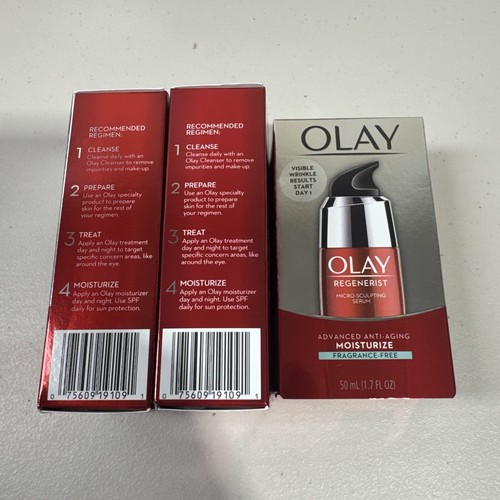 RECOMMENDED
REGIMEN:
1 CLEANSE
Cleanse daily with an
Olay Cleanser to remove
impurities and make-up.
2 PREPARE
Use an Olay specialty
product to prepare
skin for the rest of
your regimen.
3 TREAT
Apply an Olay treatment
day and night to target
specific concern areas, like
around the eye.
4 MOISTURIZE
Apply an Olay moisturizer
day and night. Use SPF
daily for sun protection.
0 75609 19109 1
RECOMMENDED
REGIMEN:
1 CLEANSE
Cleanse daily with an
Olay Cleanser to remove
impurities and make-up.
2 PREPARE
Use an Olay specialty
product to prepare
skin for the rest of
your regimen.
3 TREAT
Apply an Olay treatment
day and night to target
specific concern areas, like
around the eye.
4 MOISTURIZE
Apply an Olay moisturizer
day and night. Use SPF
daily for sun protection.
0 75609 19109 1
OLAY
VISIBLE
WRINKLE
RESULTS
START
DAY 1
OLAY
REGENERIST
MICRO-SCULPTING
SERUM
ADVANCED ANTI-AGING
MOISTURIZE
FRAGRANCE-FREE
50 mL (1.7 FL OZ)